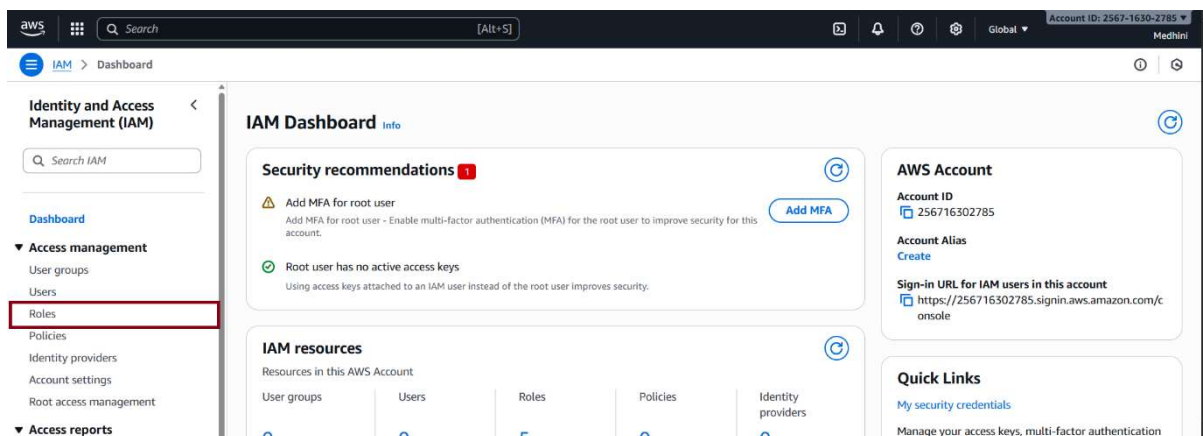 aws
Search [Alt+S]
Global ▼
Account ID: 2567-1630-2785 ▼
Medhini
IAM > Dashboard
Identity and Access
Management (IAM)
Search IAM
Dashboard
▼ Access management
User groups
Users
Roles
Policies
Identity providers
Account settings
Root access management
▼ Access reports
IAM Dashboard Info
Security recommendations 1
Add MFA for root user
Add MFA for root user - Enable multi-factor authentication (MFA) for the root user to improve security for this
account.
Add MFA
Root user has no active access keys
Using access keys attached to an IAM user instead of the root user improves security.
IAM resources
Resources in this AWS Account
User groups Users Roles Policies Identity
providers
AWS Account
Account ID
256716302785
Account Alias
Create
Sign-in URL for IAM users in this account
https://256716302785.signin.aws.amazon.com/c
onsole
Quick Links
My security credentials
Manage your access keys, multi-factor authentication